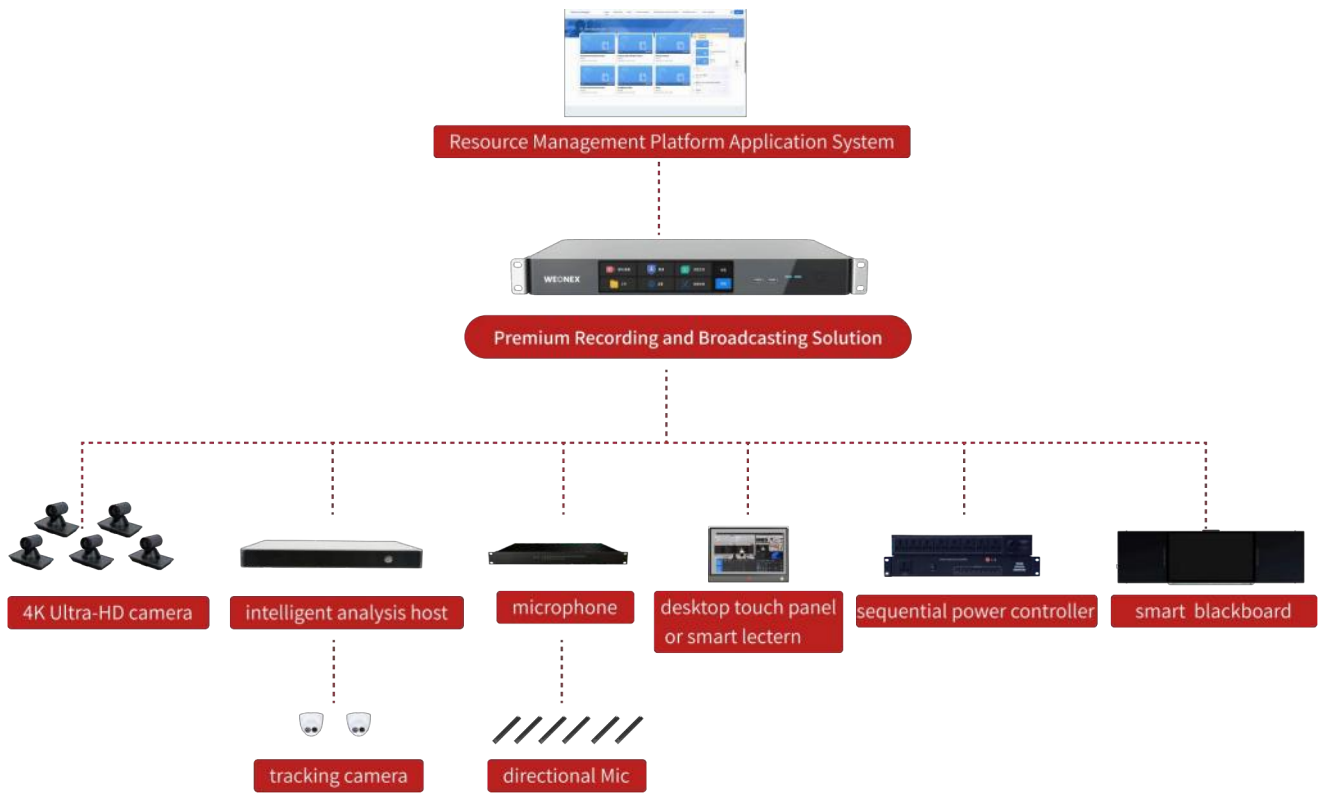 Resource Management Platform Application System
WEONEX
Premium Recording and Broadcasting Solution
4K Ultra-HD camera
intelligent analysis host
microphone
desktop touch panel
or smart lectern
sequential power controller
smart blackboard
tracking camera
directional Mic